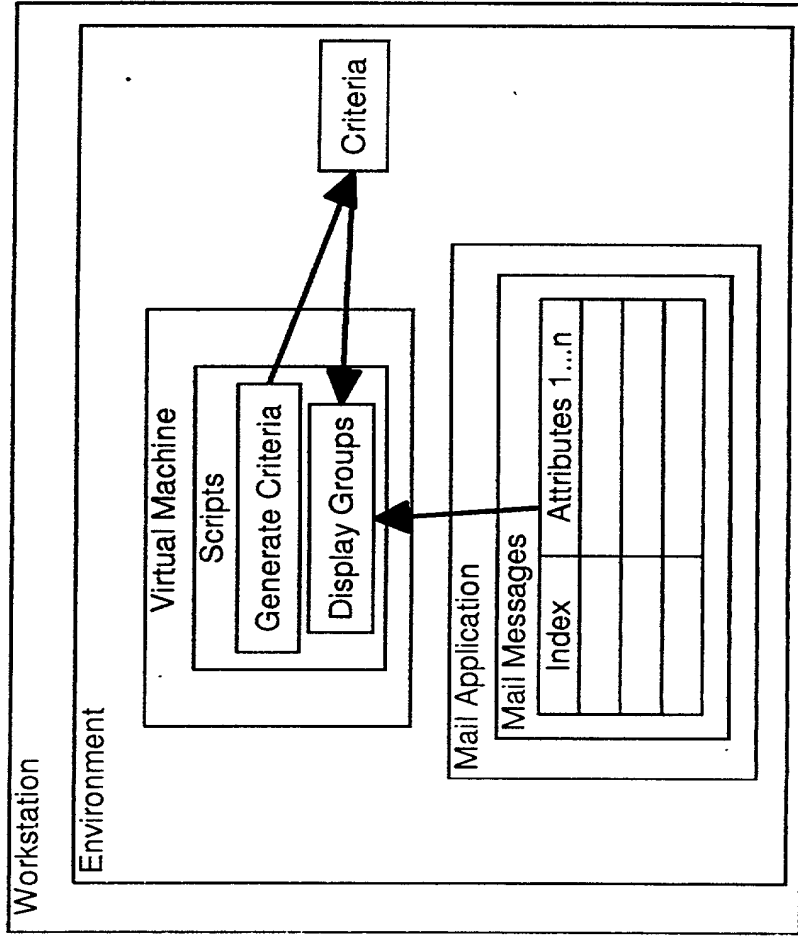 Workstation
Environment
Virtual Machine
Scripts
Generate Criteria
Display Groups
Criteria
Mail Application
Mail Messages
Index
Attributes 1...n